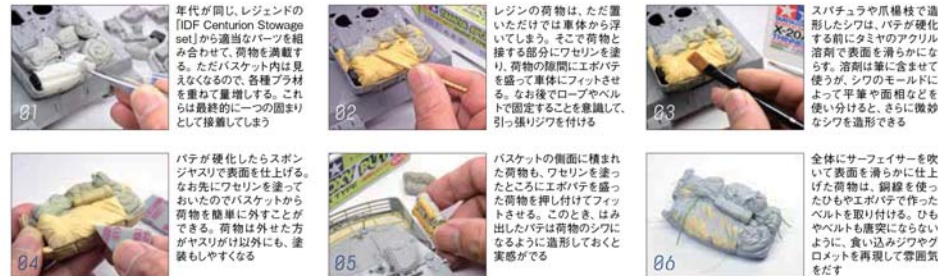 年代が同じ、レジェンドの
「IDF Centurion Stowage
set」から適当なパーツを組
み合わせて、荷物を満載す
る。ただバスケット内は見
えなくなるので、各種プラ材
を重ねて量増しする。これ
らは最終的に一つの固まり
として接着してしまう
01
レジンの荷物は、ただ置
いただけでは車体から浮
いてしまう。そこで荷物と
接する部分にワセリンを塗
り、荷物の隙間にエポパテ
を盛って車体にフィットさせ
る。なお後でロープやベル
トで固定することを意識して、
引っ張りジワを付ける
02
スパチュラや爪楊枝で造
形したシワは、パテが硬化
する前にタミヤのアクリル
溶剤で表面を滑らかにな
らす。溶剤は筆に含ませて
使うが、シワのモールドに
よって平筆や面相などを
使い分けると、さらに微妙
なシワを造形できる
X-20
03
パテが硬化したらスポン
ジヤスリで表面を仕上げる。
なお先にワセリンを塗って
おいたのでバスケットから
荷物を簡単に外すことが
できる。荷物は外せた方
がヤスリがけ以外にも、塗
装もしやすくなる
04
バスケットの側面に積まれ
た荷物も、ワセリンを塗っ
たところにエポパテを盛っ
た荷物を押し付けてフィッ
トさせる。このとき、はみ
出したパテは荷物のシワに
なるように造形しておくと
実感がでる
05
全体にサーフェイサーを吹
いて表面を滑らかに仕上
げた荷物は、銅線を使っ
たひもやエポパテで作った
ベルトを取り付ける。ひも
やベルトも唐突にならない
ように、食い込みジワやグ
ロメットを再現して雰囲気
をだす
06